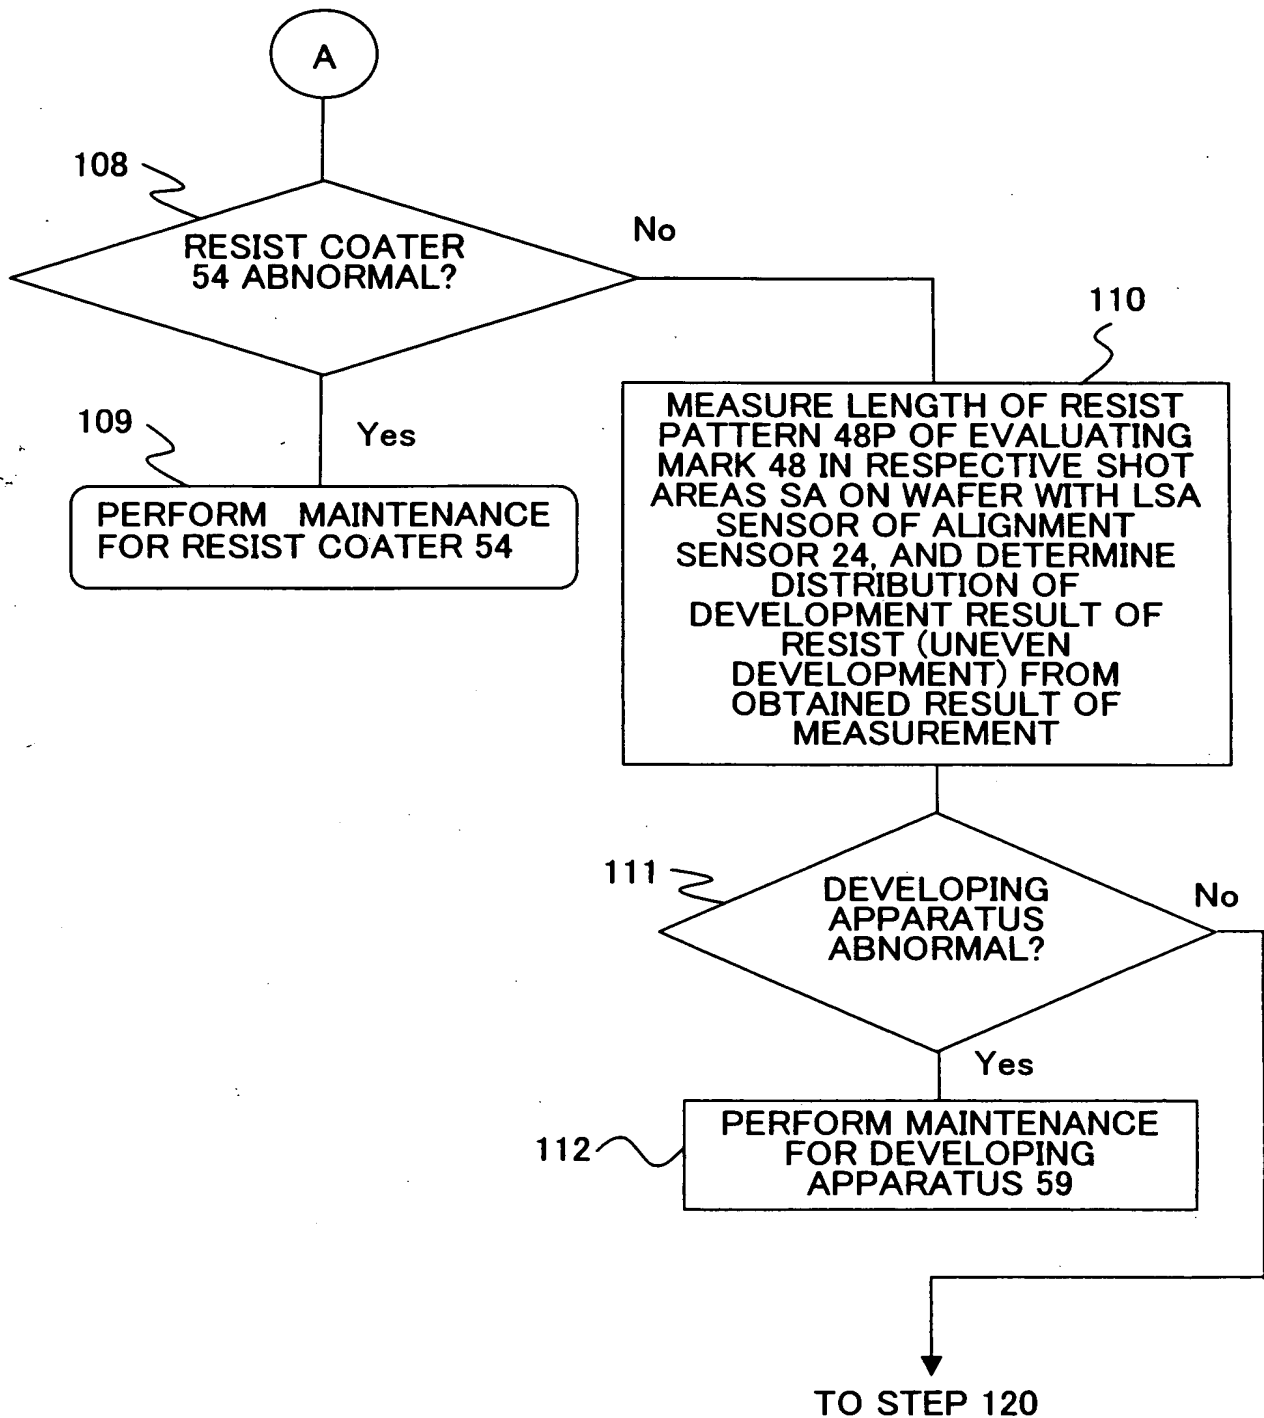 A
108
RESIST COATER
54 ABNORMAL?
No
109
Yes
PERFORM MAINTENANCE
FOR RESIST COATER 54
110
MEASURE LENGTH OF RESIST
PATTERN 48P OF EVALUATING
MARK 48 IN RESPECTIVE SHOT
AREAS SA ON WAFER WITH LSA
SENSOR OF ALIGNMENT
SENSOR 24, AND DETERMINE
DISTRIBUTION OF
DEVELOPMENT RESULT OF
RESIST (UNEVEN
DEVELOPMENT) FROM
OBTAINED RESULT OF
MEASUREMENT
111
DEVELOPING
APPARATUS
ABNORMAL?
No
Yes
112
PERFORM MAINTENANCE
FOR DEVELOPING
APPARATUS 59
TO STEP 120